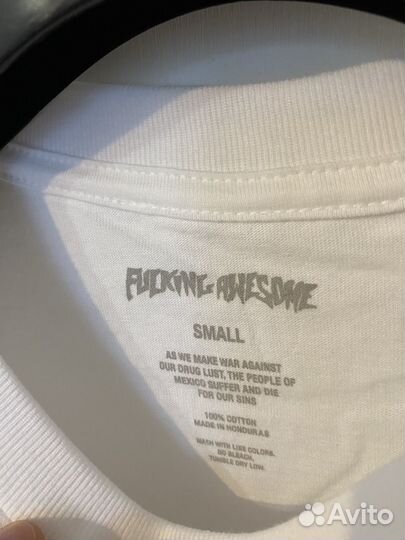 FUCKING AWESOME
SMALL
AS WE MAKE WAR AGAINST
OUR DRUG LUST, THE PEOPLE OF
MEXICO SUFFER AND DIE
FOR OUR SINS
100% COTTON
MADE IN HONDURAS
WASH WITH LIKE COLORS.
NO BLEACH.
TUMBLE DRY LOW.
Avito